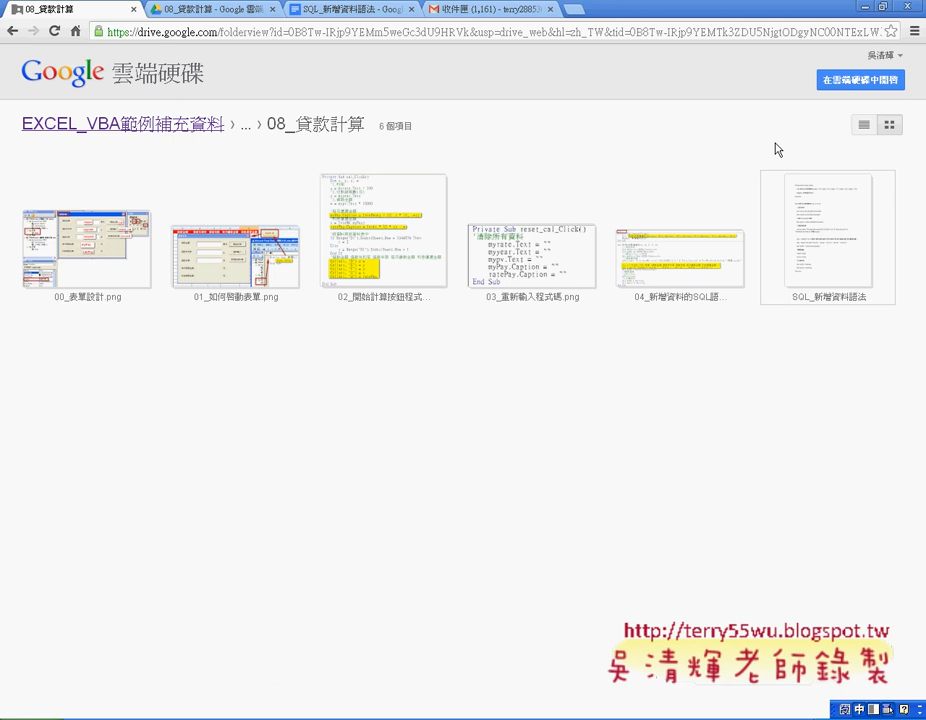 08_貸款計算
08_貸款計算 - Google 雲端
SQL_新增資料語法 - Googl
收件匣 (1,161) - terry28853
https://drive.google.com/folderview?id=0B8Tw-IRjp9YEMm5weGc3dU9HRVk&usp=drive_web&hl=zh_TW&tid=0B8Tw-IRjp9YEMTk3ZDU5NjgtODgyNC00NTEzLW
吳清輝
Google 雲端硬碟
在雲端硬碟中開啟
EXCEL_VBA範例補充資料 › ... › 08_貸款計算 6 個項目
Private Sub reset_cal_Click()
'清除所有資料
myrate.Text = ""
myyear.Text = ""
mypv.Text = ""
myPay.Caption = ""
ratePay.Caption = ""
End Sub
00_表單設計.png
01_如何啟動表單.png
02_開始計算按鈕程式...
03_重新輸入程式碼.png
04_新增資料的SQL語...
SQL_新增資料語法
http://terry55wu.blogspot.tw
吳清輝老師錄製
中